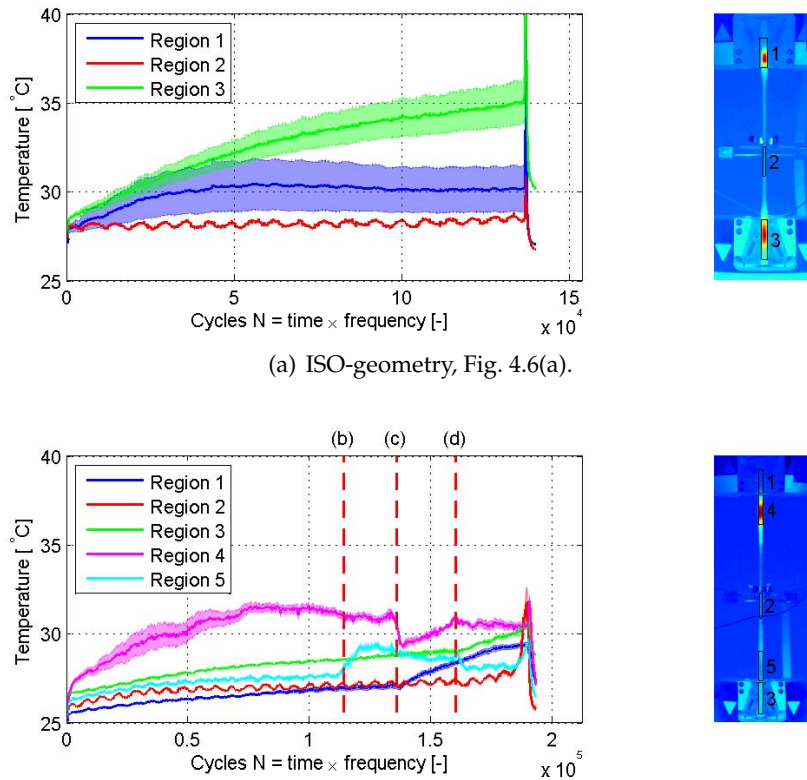 40
35
30
25
Temperature [ °C]
Region 1
Region 2
Region 3
0
5
10
15
x 10^4
Cycles N = time × frequency [-]
1
2
3
(a) ISO-geometry, Fig. 4.6(a).
(b)
(c)
(d)
40
35
30
25
Temperature [ °C]
Region 1
Region 2
Region 3
Region 4
Region 5
0
0.5
1
1.5
2
x 10^5
Cycles N = time × frequency [-]
1
4
2
5
3